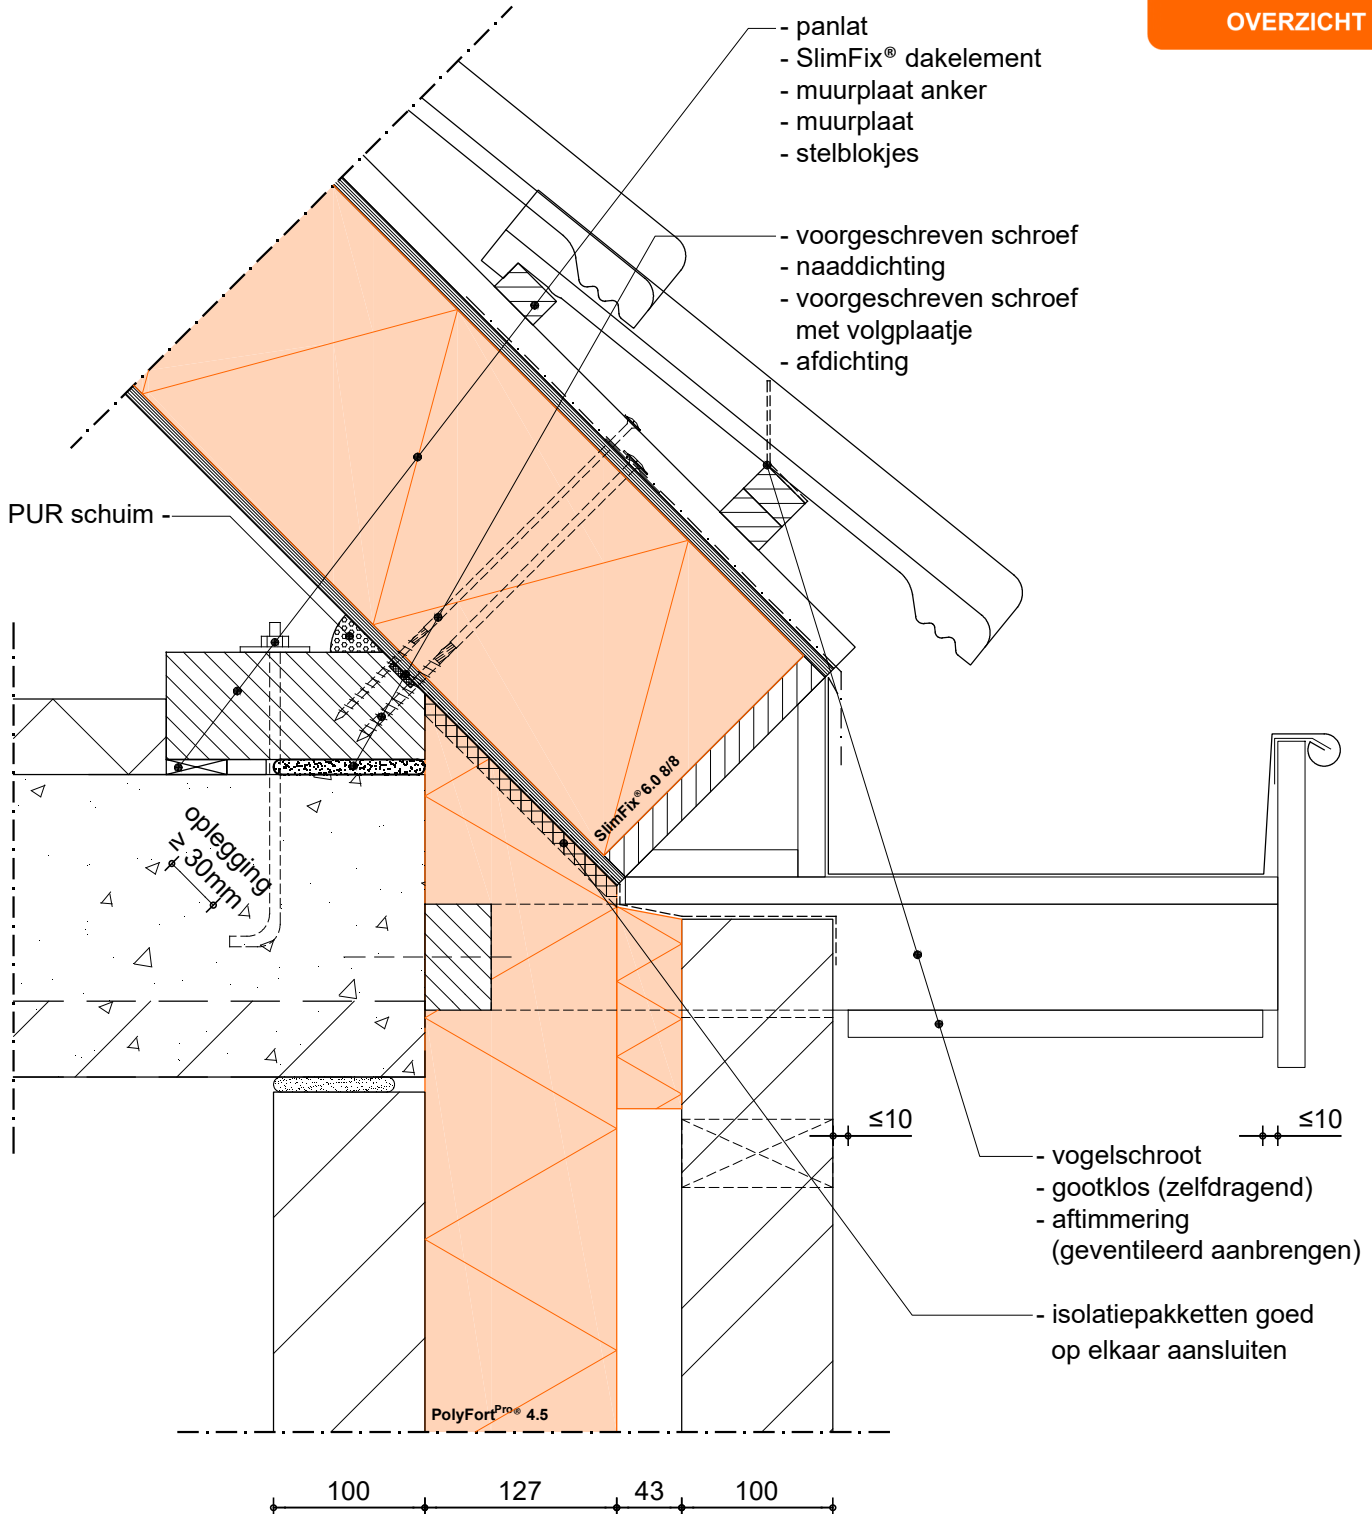 OVERZICHT
- panlat
- SlimFix® dakelement
- muurplaat anker
- muurplaat
- stelblokjes
- voorgeschreven schroef
- naaddichting
- voorgeschreven schroef
met volgplaatje
- afdichting
PUR schuim -
SlimFix® 6.0 8/8
oplegging
≥ 30mm
≤10
≤10
- vogelschroot
- gootklos (zelfdragend)
- aftimmering
(geventileerd aanbrengen)
- isolatiepakketten goed
op elkaar aansluiten
PolyFortPro® 4.5
100 127 43 100